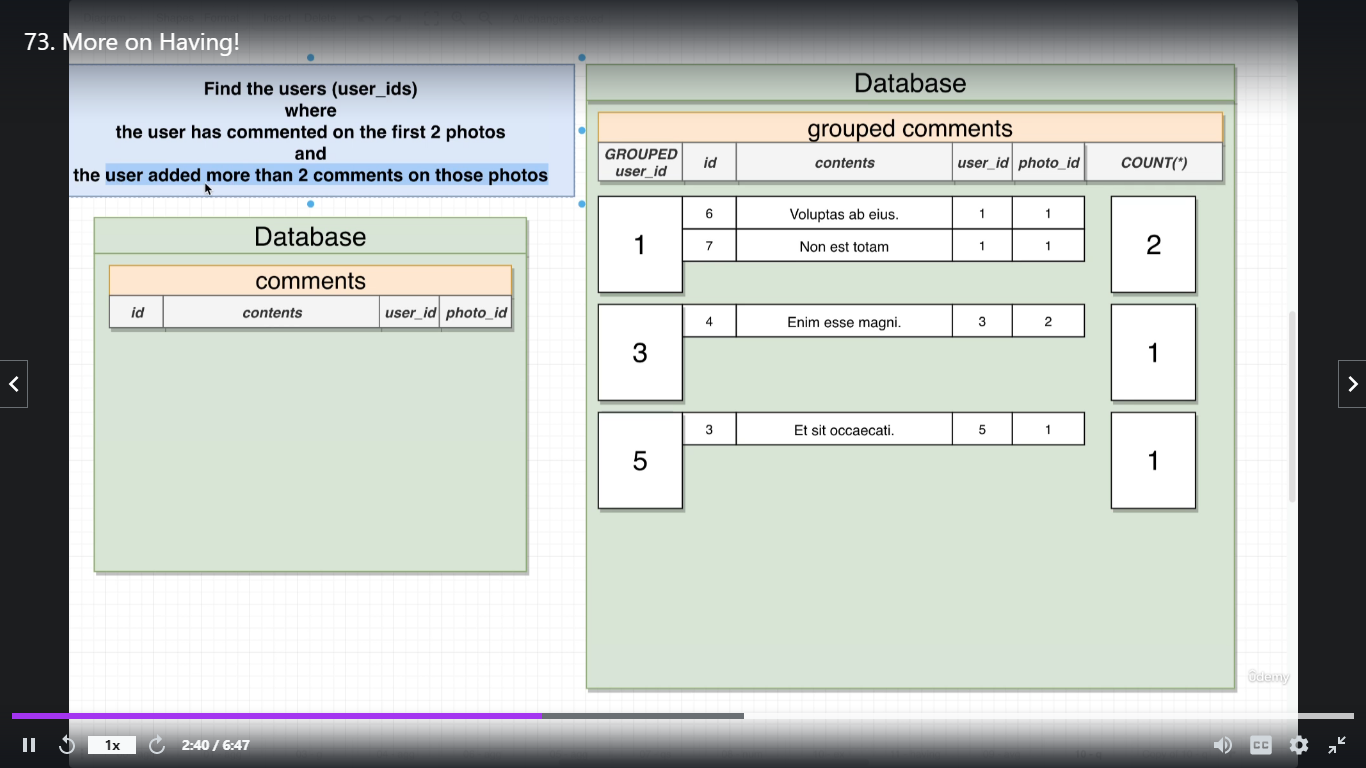 73. More on Having!
Find the users (user_ids)
where
the user has commented on the first 2 photos
and
the user added more than 2 comments on those photos
Database
comments
id contents user_id photo_id
Database
grouped comments
GROUPED
user_id
id contents user_id photo_id COUNT(*)
1
6 Voluptas ab eius. 1 1
7 Non est totam 1 1
2
3
4 Enim esse magni. 3 2
1
5
3 Et sit occaecati. 5 1
1
ûdemy
1x
2:40 / 6:47
CC